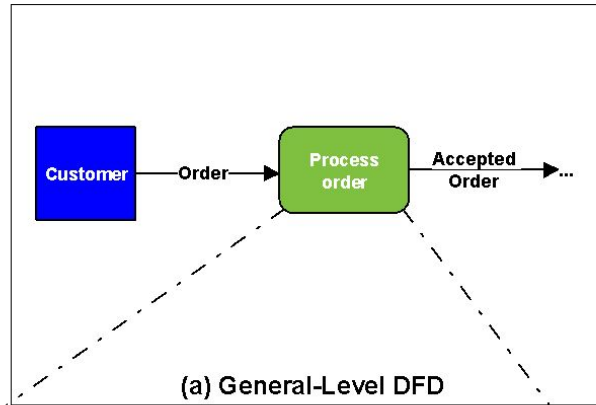 Customer
Order
Process
order
Accepted
Order
...
(a) General-Level DFD